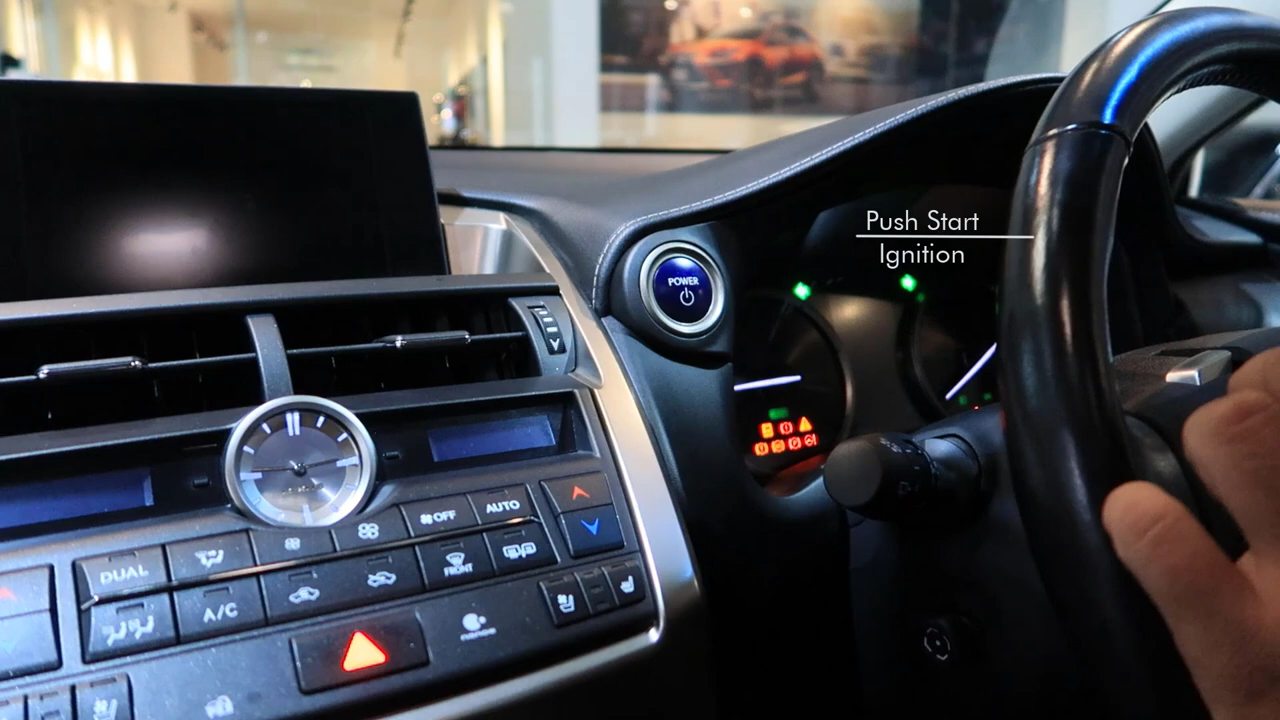 Push Start
Ignition
POWER
OFF
AUTO
DUAL
A/C
FRONT